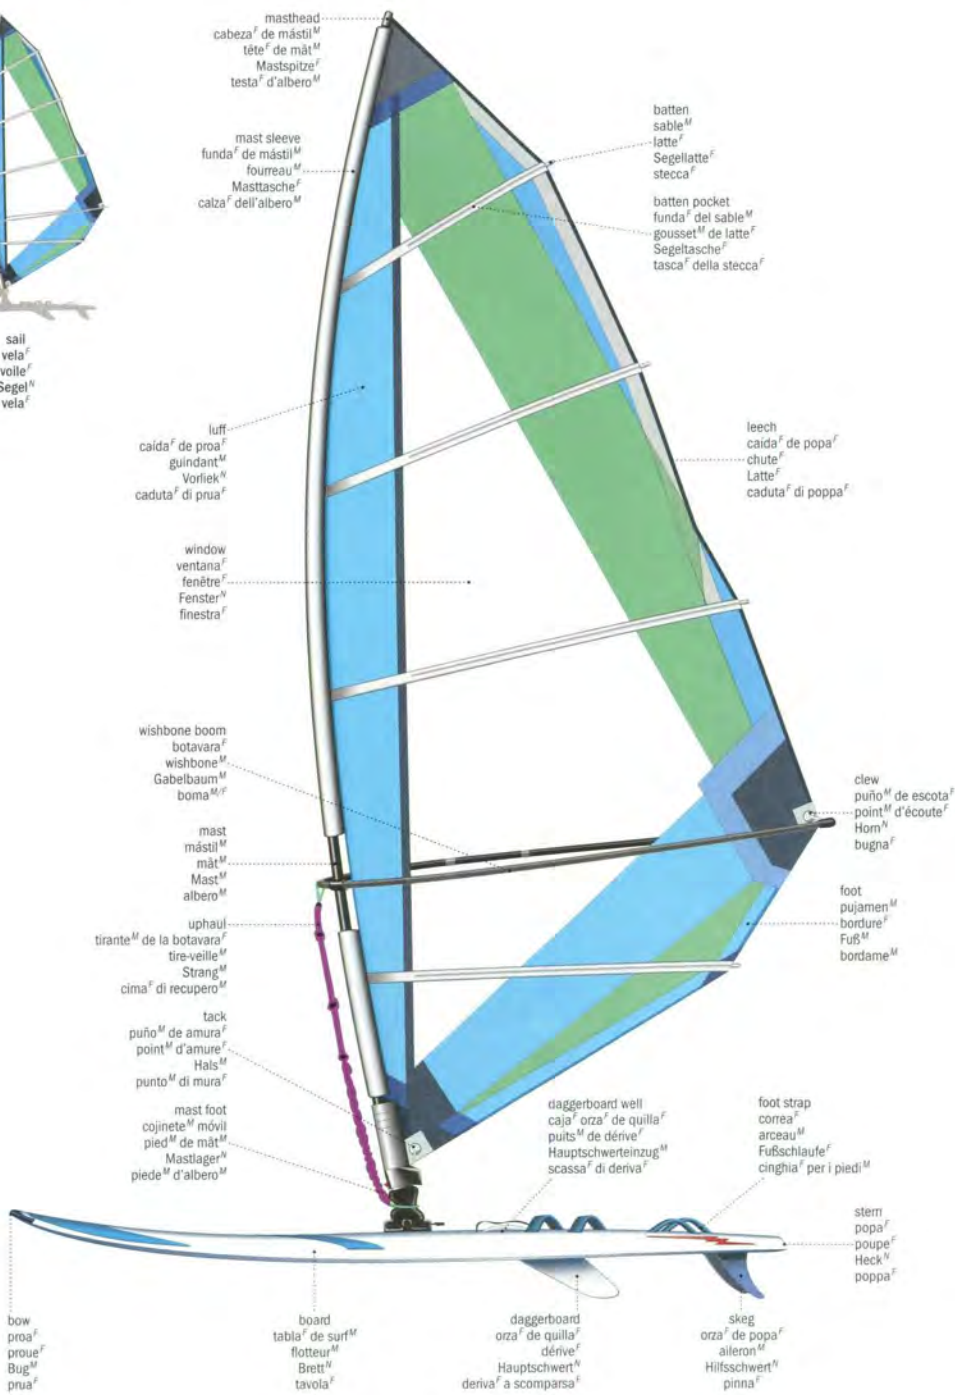 masthead
cabeza^F de mástil^M
tête^F de mât^M
Mastspitze^F
testa^F d'albero^M
mast sleeve
funda^F de mástil^M
fourreau^M
Masttasche^F
calza^F dell'albero^M
batten
sable^M
latte^F
Segellatte^F
stecca^F
batten pocket
funda^F del sable^M
gousset^M de latte^F
Segeltasche^F
tasca^F della stecca^F
sail
vela^F
voile^F
Segel^N
vela^F
luff
caída^F de proa^F
guindant^M
Vorliek^N
caduta^F di prua^F
leech
caída^F de popa^F
chute^F
Latte^F
caduta^F di poppa^F
window
ventana^F
fenêtre^F
Fenster^N
finestra^F
wishbone boom
botavara^F
wishbone^M
Gabelbaum^M
boma^M/F
clew
puño^M de escota^F
point^M d'écoute^F
Horn^N
bugna^F
mast
mástil^M
mât^M
Mast^M
albero^M
foot
pujamen^M
bordure^F
Fuß^M
bordame^M
uphaul
tirante^M de la botavara^F
tire-veille^M
Strang^M
cima^F di recupero^M
tack
puño^M de amura^F
point^M d'amure^F
Hals^M
punto^M di mura^F
mast foot
cojinete^M móvil
pied^M de mât^M
Mastlager^N
piede^M d'albero^M
daggerboard well
caja^F orza^F de quilla^F
puits^M de dérive^F
Hauptschwerteinzug^M
scassa^F di deriva^F
foot strap
correa^F
arceau^M
Fußschlaufe^F
cinghia^F per i piedi^M
stern
popa^F
poupe^F
Heck^N
poppa^F
bow
proa^F
proue^F
Bug^M
prua^F
board
tabla^F de surf^M
flotteur^M
Brett^N
tavola^F
daggerboard
orza^F de quilla^F
dérive^F
Hauptschwert^N
deriva^F a scomparsa^F
skeg
orza^F de popa^F
aileron^M
Hilfsschwert^N
pinna^F